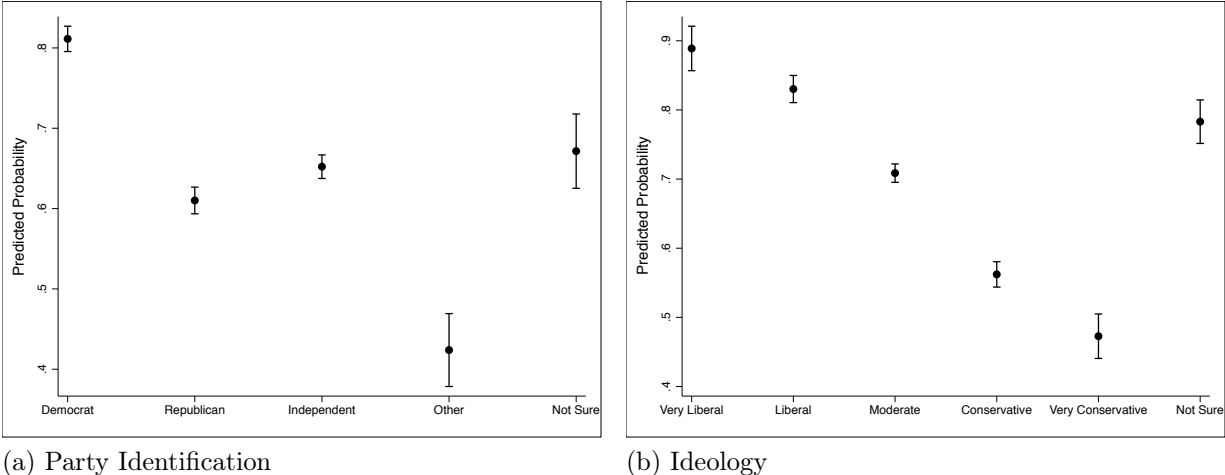 Predicted Probability
.8
.7
.6
.5
.4
Democrat Republican Independent Other Not Sure
(a) Party Identification
Predicted Probability
.9
.8
.7
.6
.5
.4
Very Liberal Liberal Moderate Conservative Very Conservative Not Sure
(b) Ideology